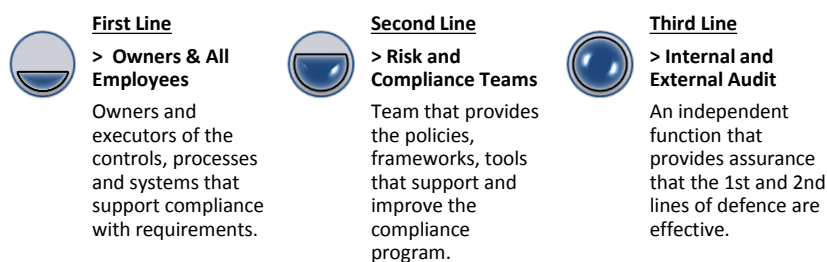 First Line
> Owners & All
Employees
Owners and
executors of the
controls, processes
and systems that
support compliance
with requirements.
Second Line
> Risk and
Compliance Teams
Team that provides
the policies,
frameworks, tools
that support and
improve the
compliance
program.
Third Line
> Internal and
External Audit
An independent
function that
provides assurance
that the 1st and 2nd
lines of defence are
effective.